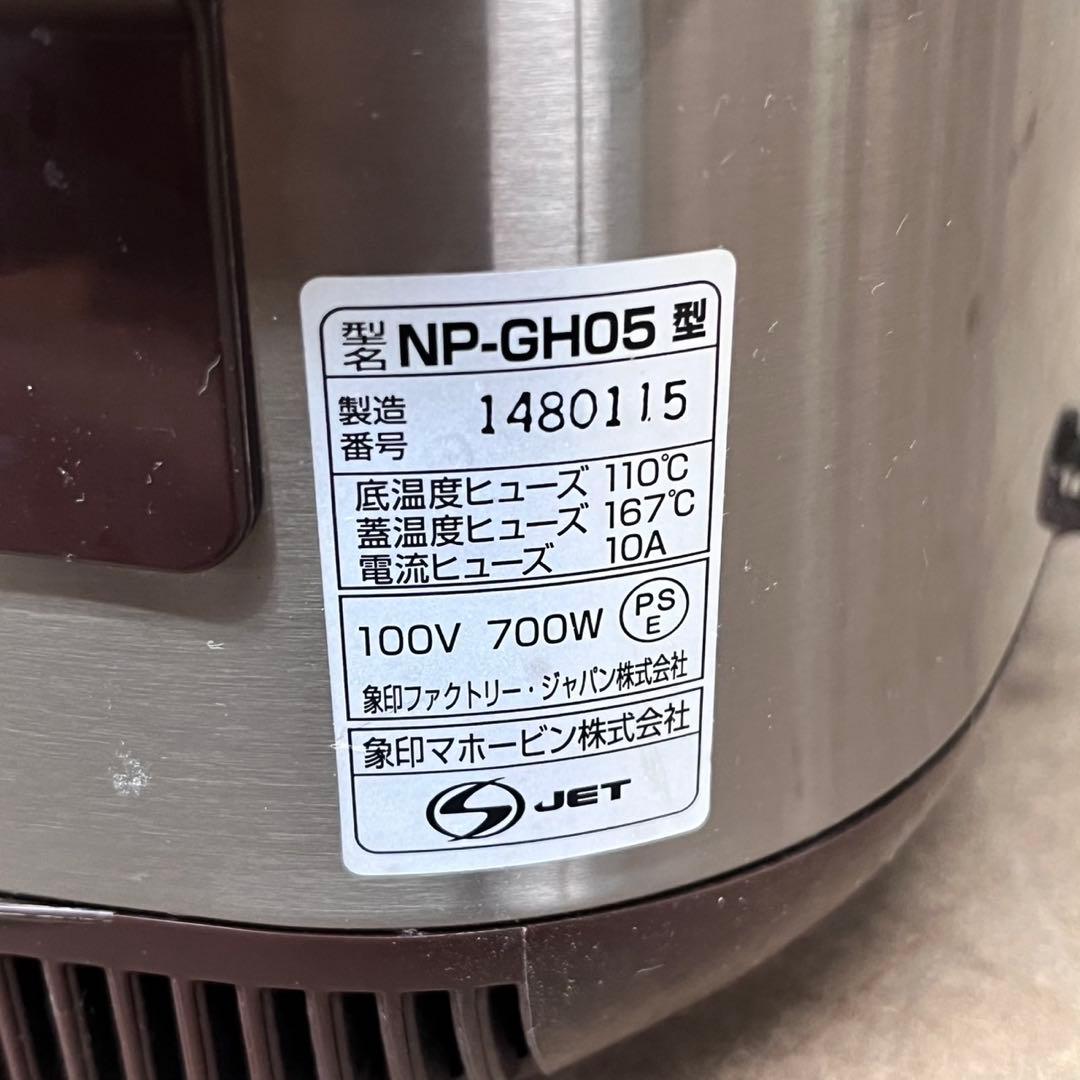 型名 NP-GH05 型
製造番号 1480115
底温度ヒューズ 110℃
蓋温度ヒューズ 167℃
電流ヒューズ 10A
100V 700W PSE
象印ファクトリー・ジャパン株式会社
象印マホービン株式会社
JET